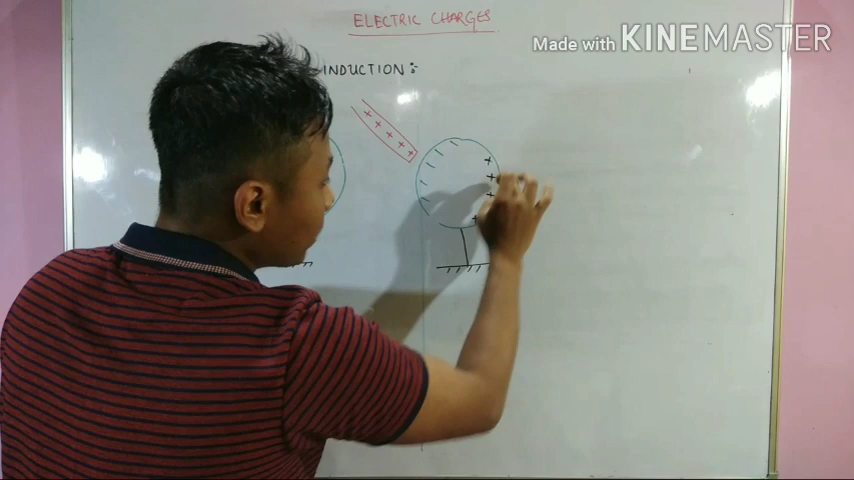 ELECTRIC CHARGES
Made with KINEMASTER
INDUCTION :-
+ + + + +
- - - - -
+ + + +